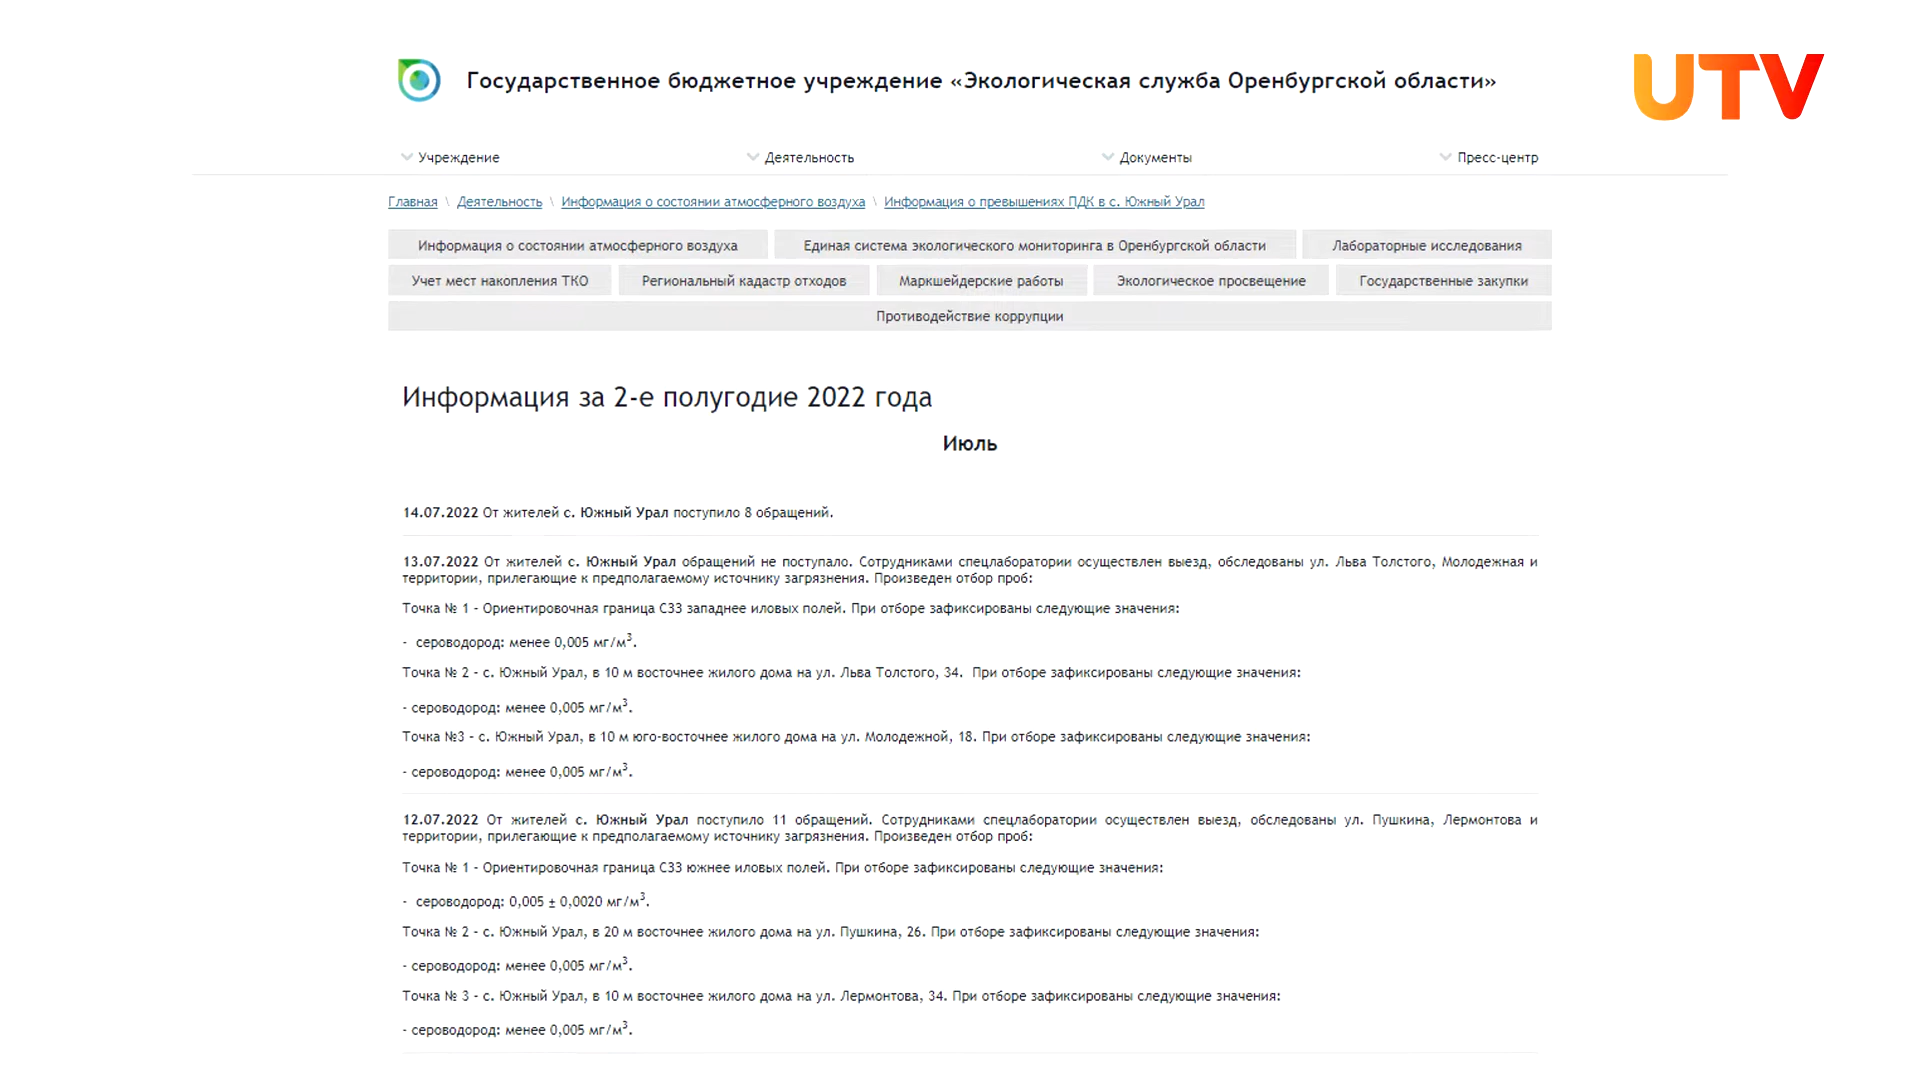 Государственное бюджетное учреждение «Экологическая служба Оренбургской области»
UTV
Учреждение Деятельность Документы Пресс-центр
Главная \ Деятельность \ Информация о состоянии атмосферного воздуха \ Информация о превышениях ПДК в с. Южный Урал
Информация о состоянии атмосферного воздуха Единая система экологического мониторинга в Оренбургской области Лабораторные исследования
Учет мест накопления ТКО Региональный кадастр отходов Маркшейдерские работы Экологическое просвещение Государственные закупки
Противодействие коррупции
Информация за 2-е полугодие 2022 года
Июль
14.07.2022 От жителей с. Южный Урал поступило 8 обращений.
13.07.2022 От жителей с. Южный Урал обращений не поступало. Сотрудниками спецлаборатории осуществлен выезд, обследованы ул. Льва Толстого, Молодежная и
территории, прилегающие к предполагаемому источнику загрязнения. Произведен отбор проб:
Точка № 1 - Ориентировочная граница СЗЗ западнее иловых полей. При отборе зафиксированы следующие значения:
- сероводород: менее 0,005 мг/м³.
Точка № 2 - с. Южный Урал, в 10 м восточнее жилого дома на ул. Льва Толстого, 34. При отборе зафиксированы следующие значения:
- сероводород: менее 0,005 мг/м³.
Точка №3 - с. Южный Урал, в 10 м юго-восточнее жилого дома на ул. Молодежной, 18. При отборе зафиксированы следующие значения:
- сероводород: менее 0,005 мг/м³.
12.07.2022 От жителей с. Южный Урал поступило 11 обращений. Сотрудниками спецлаборатории осуществлен выезд, обследованы ул. Пушкина, Лермонтова и
территории, прилегающие к предполагаемому источнику загрязнения. Произведен отбор проб:
Точка № 1 - Ориентировочная граница СЗЗ южнее иловых полей. При отборе зафиксированы следующие значения:
- сероводород: 0,005 ± 0,0020 мг/м³.
Точка № 2 - с. Южный Урал, в 20 м восточнее жилого дома на ул. Пушкина, 26. При отборе зафиксированы следующие значения:
- сероводород: менее 0,005 мг/м³.
Точка № 3 - с. Южный Урал, в 10 м восточнее жилого дома на ул. Лермонтова, 34. При отборе зафиксированы следующие значения:
- сероводород: менее 0,005 мг/м³.